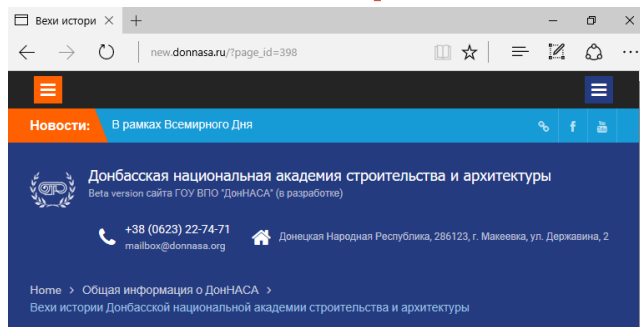 Вехи истори
new.donnasa.ru/?page_id=398
Новости: В рамках Всемирного Дня
Донбасская национальная академия строительства и архитектуры
Beta version сайта ГОУ ВПО "ДонНАСА" (в разработке)
+38 (0623) 22-74-71
mailbox@donnasa.org
Донецкая Народная Республика, 286123, г. Макеевка, ул. Державина, 2
Home > Общая информация о ДонНАСА >
Вехи истории Донбасской национальной академии строительства и архитектуры